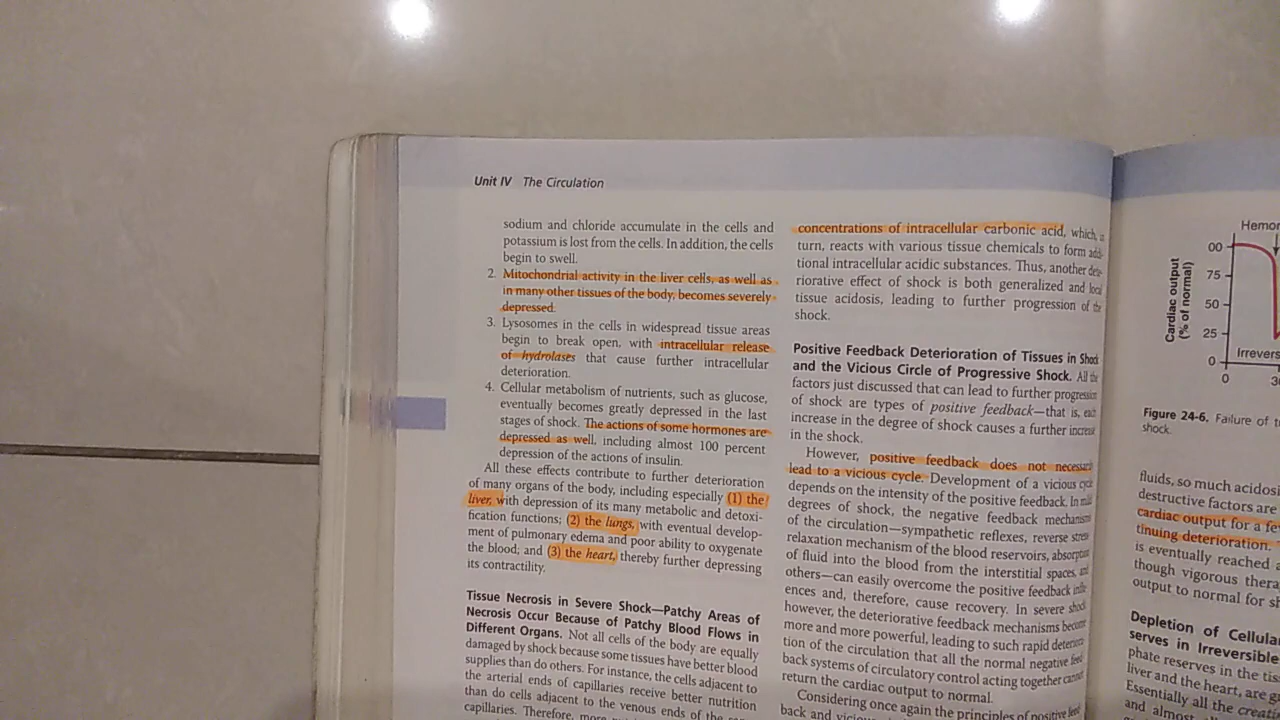 Unit IV The Circulation
sodium and chloride accumulate in the cells and
potassium is lost from the cells. In addition, the cells
begin to swell.
2. Mitochondrial activity in the liver cells, as well as
in many other tissues of the body, becomes severely
depressed.
3. Lysosomes in the cells in widespread tissue areas
begin to break open, with intracellular release
of hydrolases that cause further intracellular
deterioration.
4. Cellular metabolism of nutrients, such as glucose,
eventually becomes greatly depressed in the last
stages of shock. The actions of some hormones are
depressed as well, including almost 100 percent
depression of the actions of insulin.
All these effects contribute to further deterioration
of many organs of the body, including especially (1) the
liver, with depression of its many metabolic and detoxi-
fication functions; (2) the lungs, with eventual develop-
ment of pulmonary edema and poor ability to oxygenate
the blood; and (3) the heart, thereby further depressing
its contractility.
Tissue Necrosis in Severe Shock—Patchy Areas of
Necrosis Occur Because of Patchy Blood Flows in
Different Organs. Not all cells of the body are equally
damaged by shock because some tissues have better blood
supplies than do others. For instance, the cells adjacent to
the arterial ends of capillaries receive better nutrition
than do cells adjacent to the venous ends of the
capillaries. Therefore, more
concentrations of intracellular carbonic acid, which,
turn, reacts with various tissue chemicals to form
tional intracellular acidic substances. Thus, another
riorative effect of shock is both generalized and local
tissue acidosis, leading to further progression of the
shock.
Positive Feedback Deterioration of Tissues in Shock
and the Vicious Circle of Progressive Shock. All the
factors just discussed that can lead to further progression
of shock are types of positive feedback—that is, each
increase in the degree of shock causes a further increase
in the shock.
However, positive feedback does not necessarily
lead to a vicious cycle. Development of a vicious cycle
depends on the intensity of the positive feedback. In mild
degrees of shock, the negative feedback mechanisms
of the circulation—sympathetic reflexes, reverse stress-
relaxation mechanism of the blood reservoirs, absorption
of fluid into the blood from the interstitial spaces, and
others—can easily overcome the positive feedback influ-
ences and, therefore, cause recovery. In severe shock
however, the deteriorative feedback mechanisms become
more and more powerful, leading to such rapid deteriora-
tion of the circulation that all the normal negative feed-
back systems of circulatory control acting together cannot
return the cardiac output to normal.
Considering once again the principles of positive feed-
back and
Hemor
Cardiac output
(% of normal)
00
75
50
25
0
Irrevers
0
3
Figure 24-6. Failure of
shock.
fluids, so much acidosi
destructive factors are
cardiac output for a fe
tinuing deterioration.
is eventually reached a
though vigorous thera
output to normal for sh
Depletion of Cellula
serves in Irreversible
phate reserves in the tiss
liver and the heart, are g
Essentially all the creati
and almo